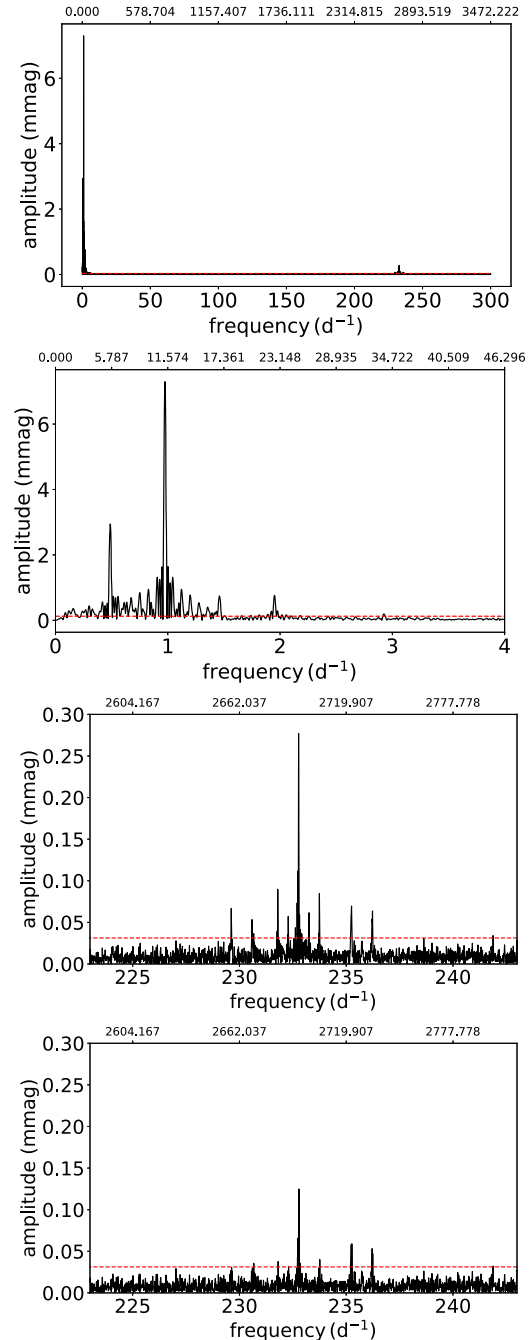 0.000 578.704 1157.407 1736.111 2314.815 2893.519 3472.222
amplitude (mmag)
6
4
2
0
0 50 100 150 200 250 300
frequency (d⁻¹)
0.000 5.787 11.574 17.361 23.148 28.935 34.722 40.509 46.296
amplitude (mmag)
6
4
2
0
0 1 2 3 4
frequency (d⁻¹)
2604.167 2662.037 2719.907 2777.778
amplitude (mmag)
0.30
0.25
0.20
0.15
0.10
0.05
0.00
225 230 235 240
frequency (d⁻¹)
2604.167 2662.037 2719.907 2777.778
amplitude (mmag)
0.30
0.25
0.20
0.15
0.10
0.05
0.00
225 230 235 240
frequency (d⁻¹)